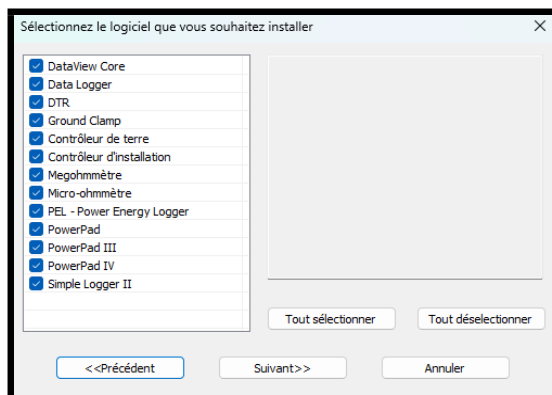 Sélectionnez le logiciel que vous souhaitez installer
DataView Core
Data Logger
DTR
Ground Clamp
Contrôleur de terre
Contrôleur d'installation
Megohmmètre
Micro-ohmmètre
PEL - Power Energy Logger
PowerPad
PowerPad III
PowerPad IV
Simple Logger II
Tout sélectionner
Tout déselectionner
<<Précédent
Suivant>>
Annuler